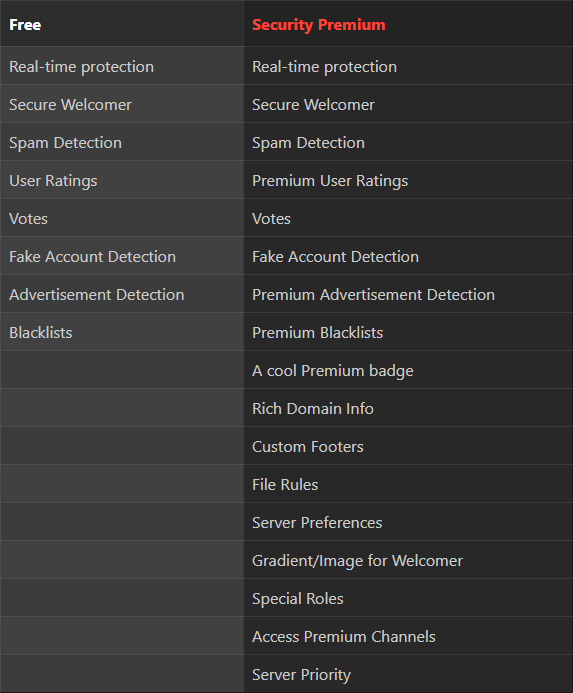 Free Security Premium
Real-time protection Real-time protection
Secure Welcomer Secure Welcomer
Spam Detection Spam Detection
User Ratings Premium User Ratings
Votes Votes
Fake Account Detection Fake Account Detection
Advertisement Detection Premium Advertisement Detection
Blacklists Premium Blacklists
A cool Premium badge
Rich Domain Info
Custom Footers
File Rules
Server Preferences
Gradient/Image for Welcomer
Special Roles
Access Premium Channels
Server Priority